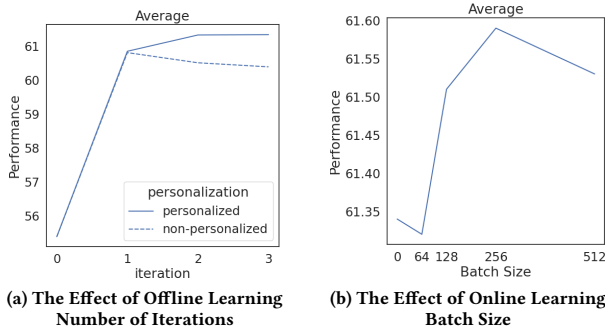 Average
61
60
59
58
57
56
Performance
personalization
personalized
non-personalized
0 1 2 3
iteration
(a) The Effect of Offline Learning
Number of Iterations
Average
61.60
61.55
61.50
61.45
61.40
61.35
Performance
0 64 128 256 512
Batch Size
(b) The Effect of Online Learning
Batch Size